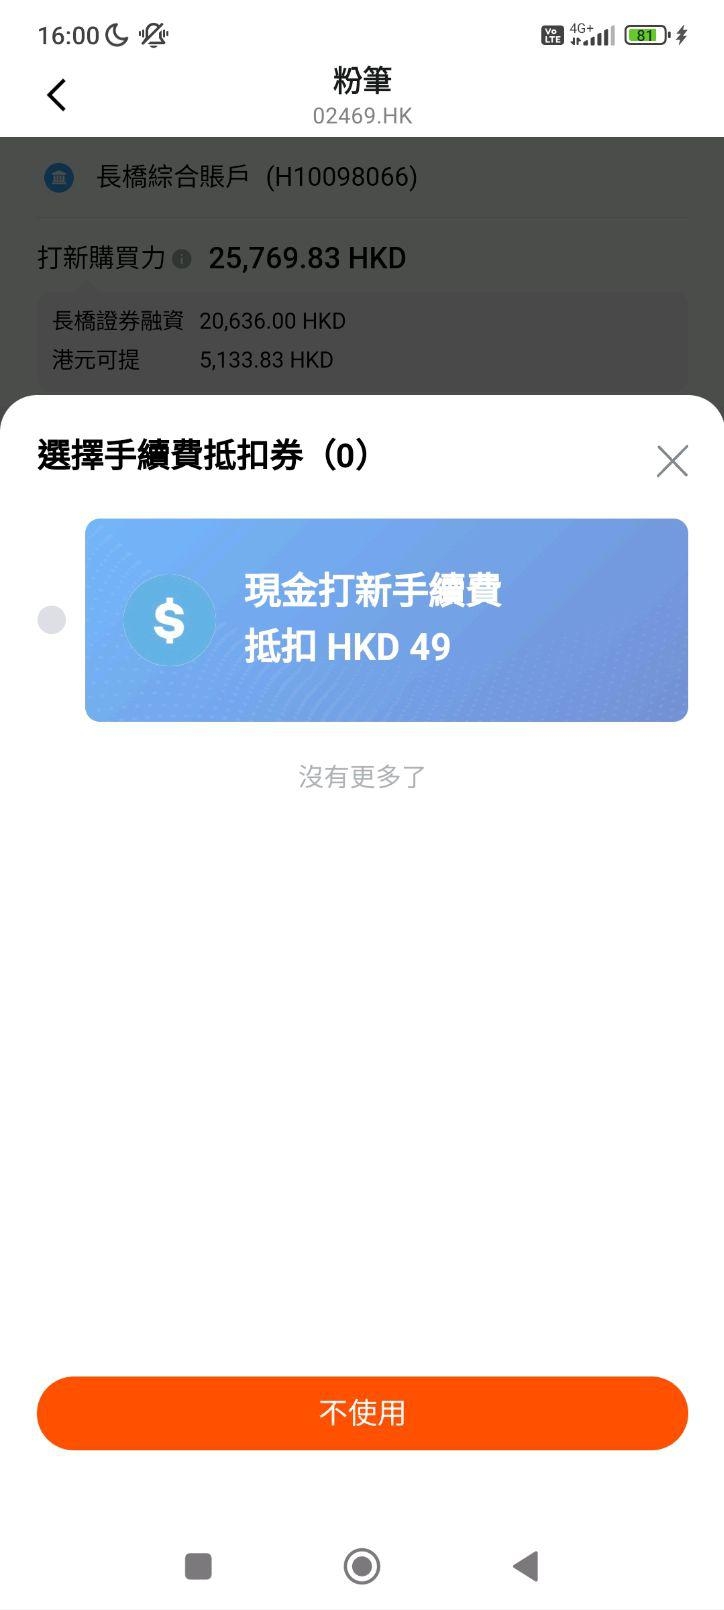 16:00
Vo LTE 4G+ 81
粉筆
02469.HK
長橋綜合賬戶 (H10098066)
打新購買力 25,769.83 HKD
長橋證券融資 20,636.00 HKD
港元可提 5,133.83 HKD
選擇手續費抵扣券（0）
現金打新手續費
抵扣 HKD 49
沒有更多了
不使用